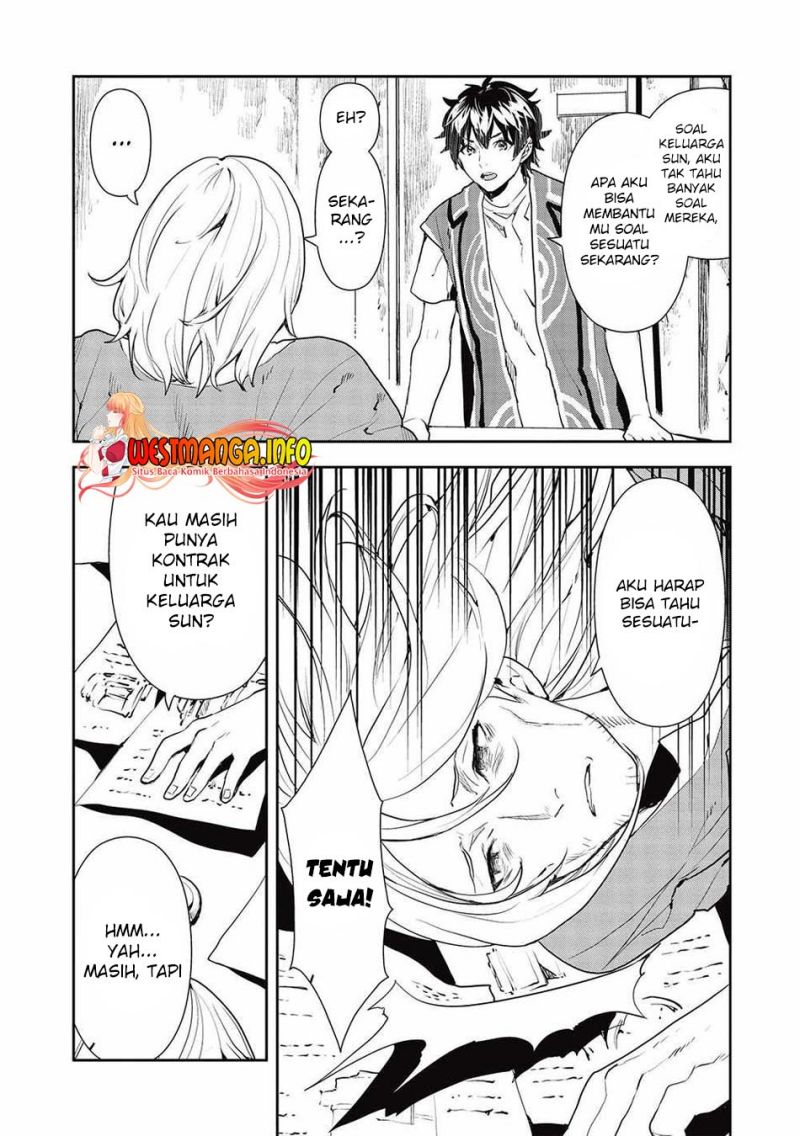 SOAL
KELUARGA
SUN, AKU
TAK TAHU
BANYAK
SOAL
MEREKA,
APA AKU
BISA
MEMBANTU
MU SOAL
SESUATU
SEKARANG?
EH?
SEKA-
RANG
...?
...
WESTMANGA.INFO
Situs Baca Komik Berbahasa Indonesia
AKU HARAP
BISA TAHU
SESUATU-
TENTU
SAJA!
KAU MASIH
PUNYA
KONTRAK
UNTUK
KELUARGA
SUN?
HMM...
YAH...
MASIH, TAPI